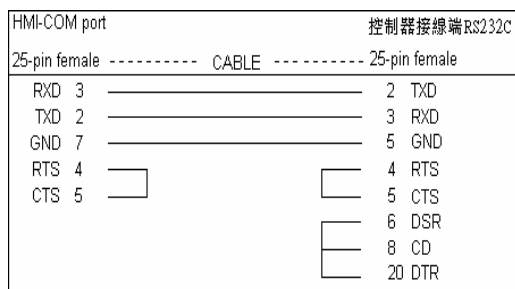 HMI-COM port 控制器接線端RS232C
25-pin female - - - - - - - - - - CABLE - - - - - - - - - - 25-pin female
RXD 3 2 TXD
TXD 2 3 RXD
GND 7 5 GND
RTS 4 4 RTS
CTS 5 5 CTS
6 DSR
8 CD
20 DTR